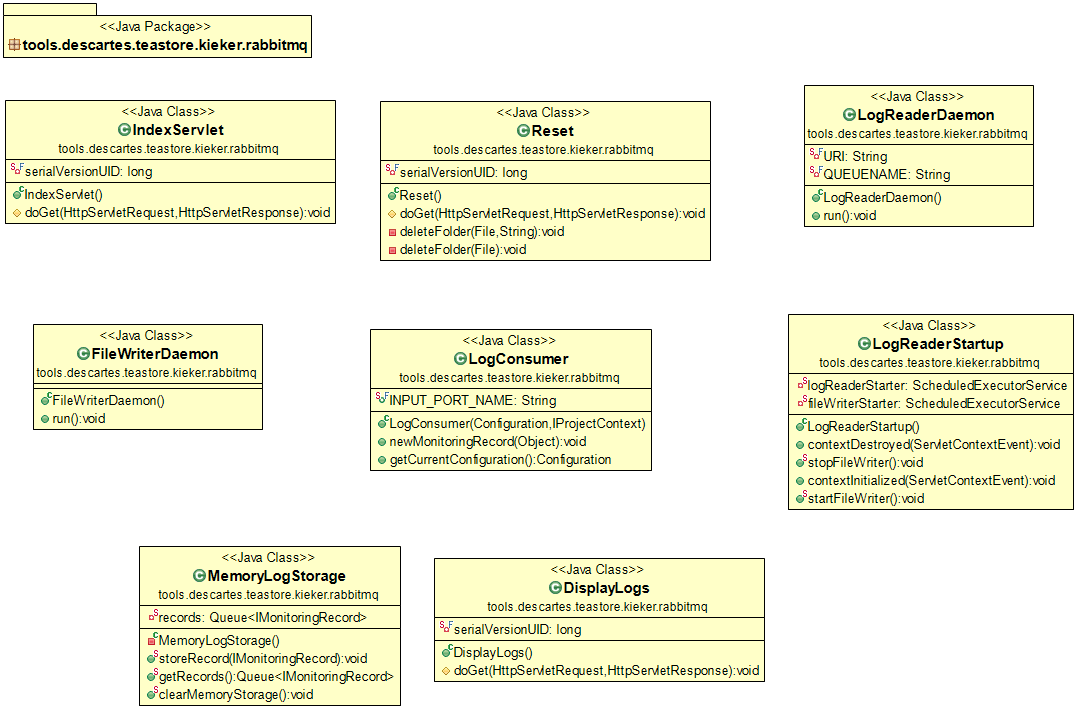 <<Java Package>>
tools.descartes.teastore.kieker.rabbitmq
<<Java Class>>
IndexServlet
tools.descartes.teastore.kieker.rabbitmq
serialVersionUID: long
IndexServlet()
doGet(HttpServletRequest,HttpServletResponse):void
<<Java Class>>
Reset
tools.descartes.teastore.kieker.rabbitmq
serialVersionUID: long
Reset()
doGet(HttpServletRequest,HttpServletResponse):void
deleteFolder(File,String):void
deleteFolder(File):void
<<Java Class>>
LogReaderDaemon
tools.descartes.teastore.kieker.rabbitmq
URI: String
QUEUENAME: String
LogReaderDaemon()
run():void
<<Java Class>>
FileWriterDaemon
tools.descartes.teastore.kieker.rabbitmq
FileWriterDaemon()
run():void
<<Java Class>>
LogConsumer
tools.descartes.teastore.kieker.rabbitmq
INPUT_PORT_NAME: String
LogConsumer(Configuration,IProjectContext)
newMonitoringRecord(Object):void
getCurrentConfiguration():Configuration
<<Java Class>>
LogReaderStartup
tools.descartes.teastore.kieker.rabbitmq
logReaderStarter: ScheduledExecutorService
fileWriterStarter: ScheduledExecutorService
LogReaderStartup()
contextDestroyed(ServletContextEvent):void
stopFileWriter():void
contextInitialized(ServletContextEvent):void
startFileWriter():void
<<Java Class>>
MemoryLogStorage
tools.descartes.teastore.kieker.rabbitmq
records: Queue<IMonitoringRecord>
MemoryLogStorage()
storeRecord(IMonitoringRecord):void
getRecords():Queue<IMonitoringRecord>
clearMemoryStorage():void
<<Java Class>>
DisplayLogs
tools.descartes.teastore.kieker.rabbitmq
serialVersionUID: long
DisplayLogs()
doGet(HttpServletRequest,HttpServletResponse):void